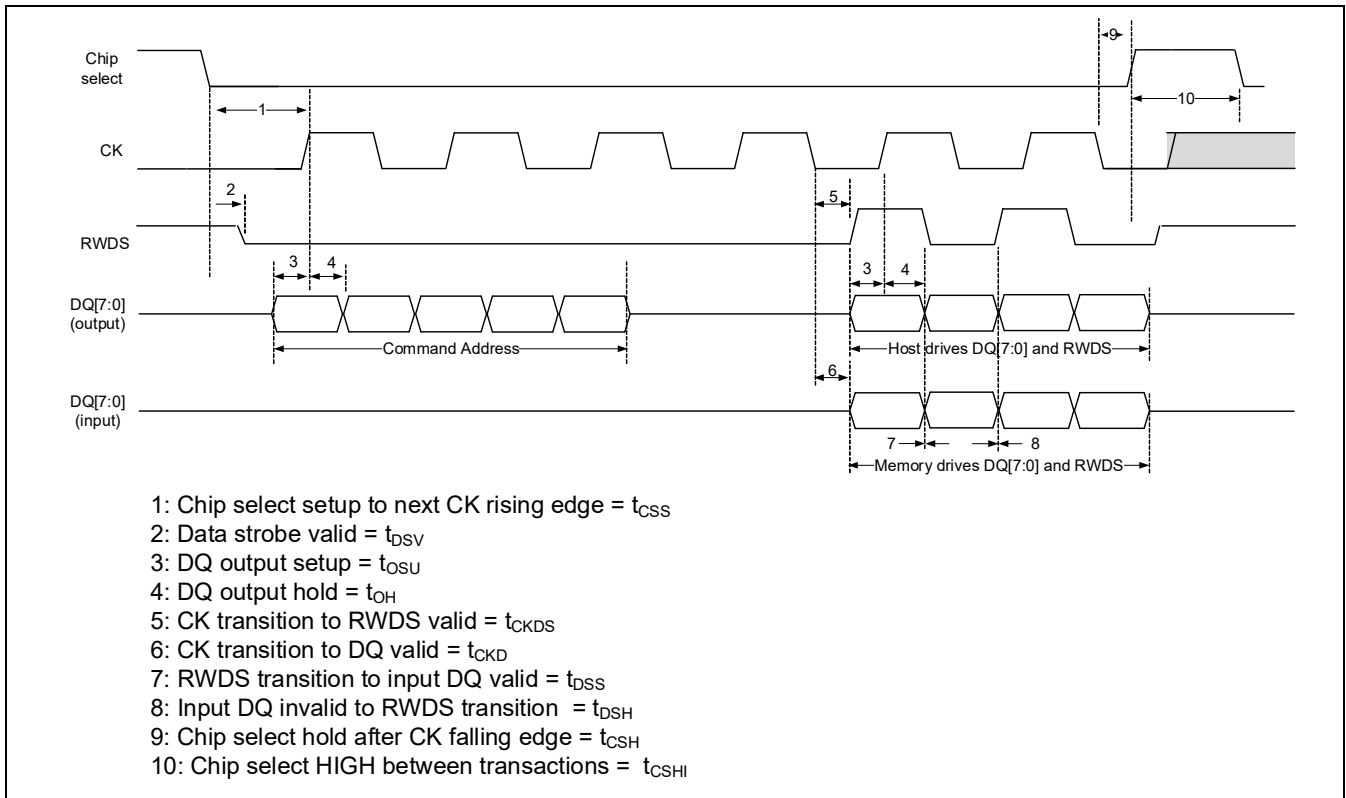 9
Chip
select
1
10
CK
2
5
RWDS
3 4
3 4
DQ[7:0]
(output)
Command Address
Host drives DQ[7:0] and RWDS
6
DQ[7:0]
(input)
7 8
Memory drives DQ[7:0] and RWDS
1: Chip select setup to next CK rising edge = tCSS
2: Data strobe valid = tDSV
3: DQ output setup = tOSU
4: DQ output hold = tOH
5: CK transition to RWDS valid = tCKDS
6: CK transition to DQ valid = tCKD
7: RWDS transition to input DQ valid = tDSS
8: Input DQ invalid to RWDS transition = tDSH
9: Chip select hold after CK falling edge = tCSH
10: Chip select HIGH between transactions = tCSHI